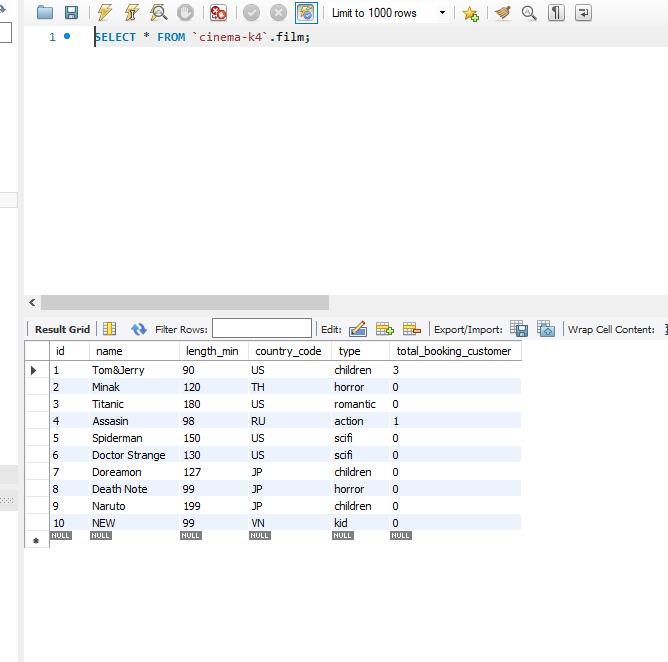 Limit to 1000 rows
1 SELECT * FROM `cinema-k4`.film;
Result Grid Filter Rows: Edit: Export/Import: Wrap Cell Content:
id name length_min country_code type total_booking_customer
1 Tom&Jerry 90 US children 3
2 Minak 120 TH horror 0
3 Titanic 180 US romantic 0
4 Assasin 98 RU action 1
5 Spiderman 150 US scifi 0
6 Doctor Strange 130 US scifi 0
7 Doreamon 127 JP children 0
8 Death Note 99 JP horror 0
9 Naruto 199 JP children 0
10 NEW 99 VN kid 0
NULL NULL NULL NULL NULL NULL